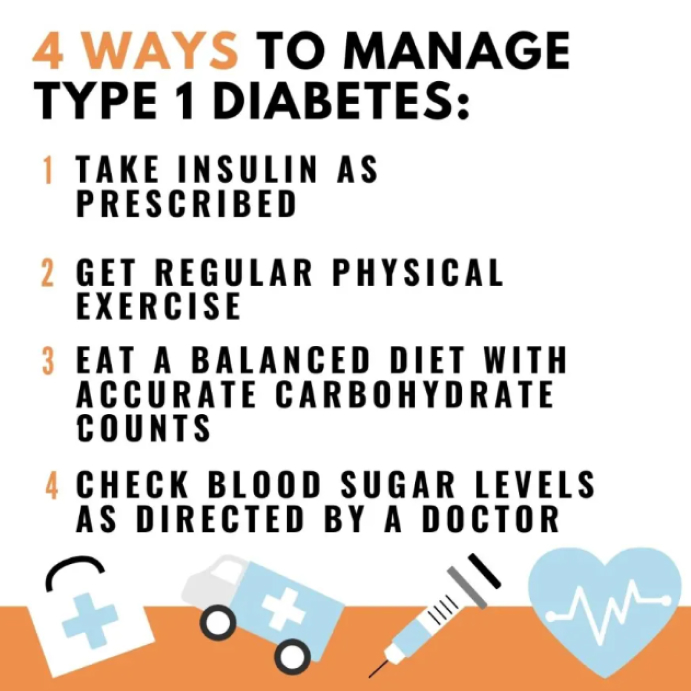 4 WAYS TO MANAGE
TYPE 1 DIABETES:
1 TAKE INSULIN AS
PRESCRIBED
2 GET REGULAR PHYSICAL
EXERCISE
3 EAT A BALANCED DIET WITH
ACCURATE CARBOHYDRATE
COUNTS
4 CHECK BLOOD SUGAR LEVELS
AS DIRECTED BY A DOCTOR